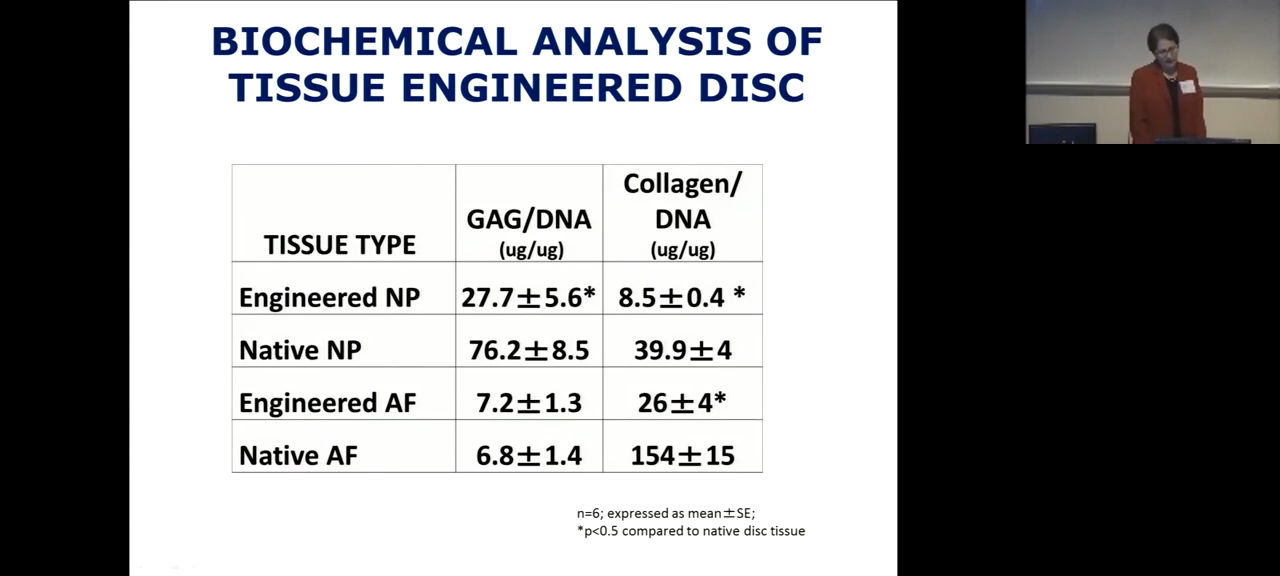 BIOCHEMICAL ANALYSIS OF
TISSUE ENGINEERED DISC
TISSUE TYPE
GAG/DNA
(ug/ug)
Collagen/
DNA
(ug/ug)
Engineered NP 27.7±5.6* 8.5±0.4 *
Native NP 76.2±8.5 39.9±4
Engineered AF 7.2±1.3 26±4*
Native AF 6.8±1.4 154±15
n=6; expressed as mean±SE;
*p<0.5 compared to native disc tissue